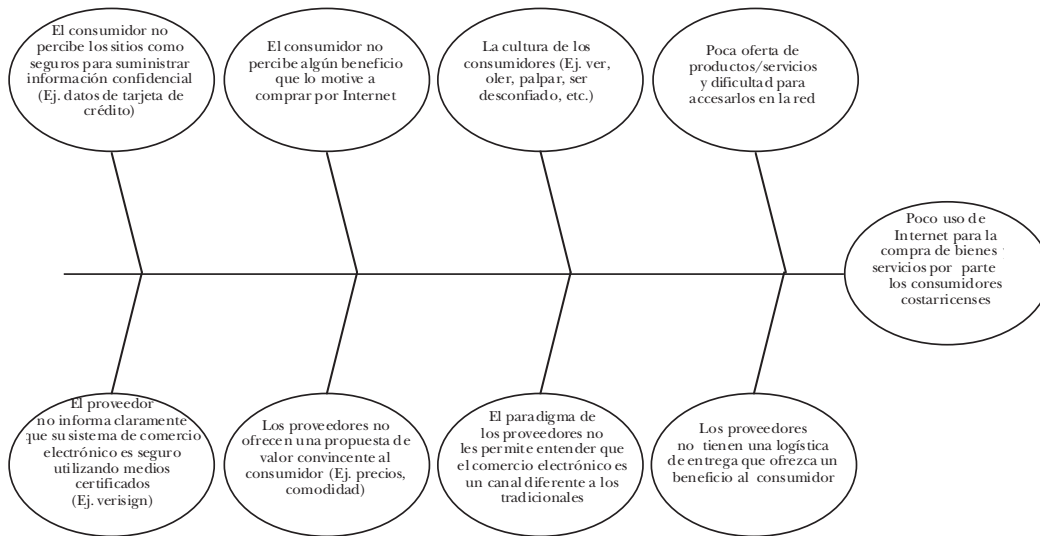 El consumidor no
percibe los sitios como
seguros para suministrar
información confidencial
(Ej. datos de tarjeta de
crédito)
El consumidor no
percibe algún beneficio
que lo motive a
comprar por Internet
La cultura de los
consumidores (Ej. ver,
oler, palpar, ser
desconfiado, etc.)
Poca oferta de
productos/servicios
y dificultad para
accesarlos en la red
Poco uso de
Internet para la
compra de bienes
servicios por parte
los consumidores
costarricenses
El proveedor
no informa claramente
que su sistema de comercio
electrónico es seguro
utilizando medios
certificados
(Ej. verisign)
Los proveedores no
ofrecen una propuesta de
valor convincente al
consumidor (Ej. precios,
comodidad)
El paradigma de
los proveedores no
les permite entender que
el comercio electrónico es
un canal diferente a los
tradicionales
Los proveedores
no tienen una logística
de entrega que ofrezca un
beneficio al consumidor